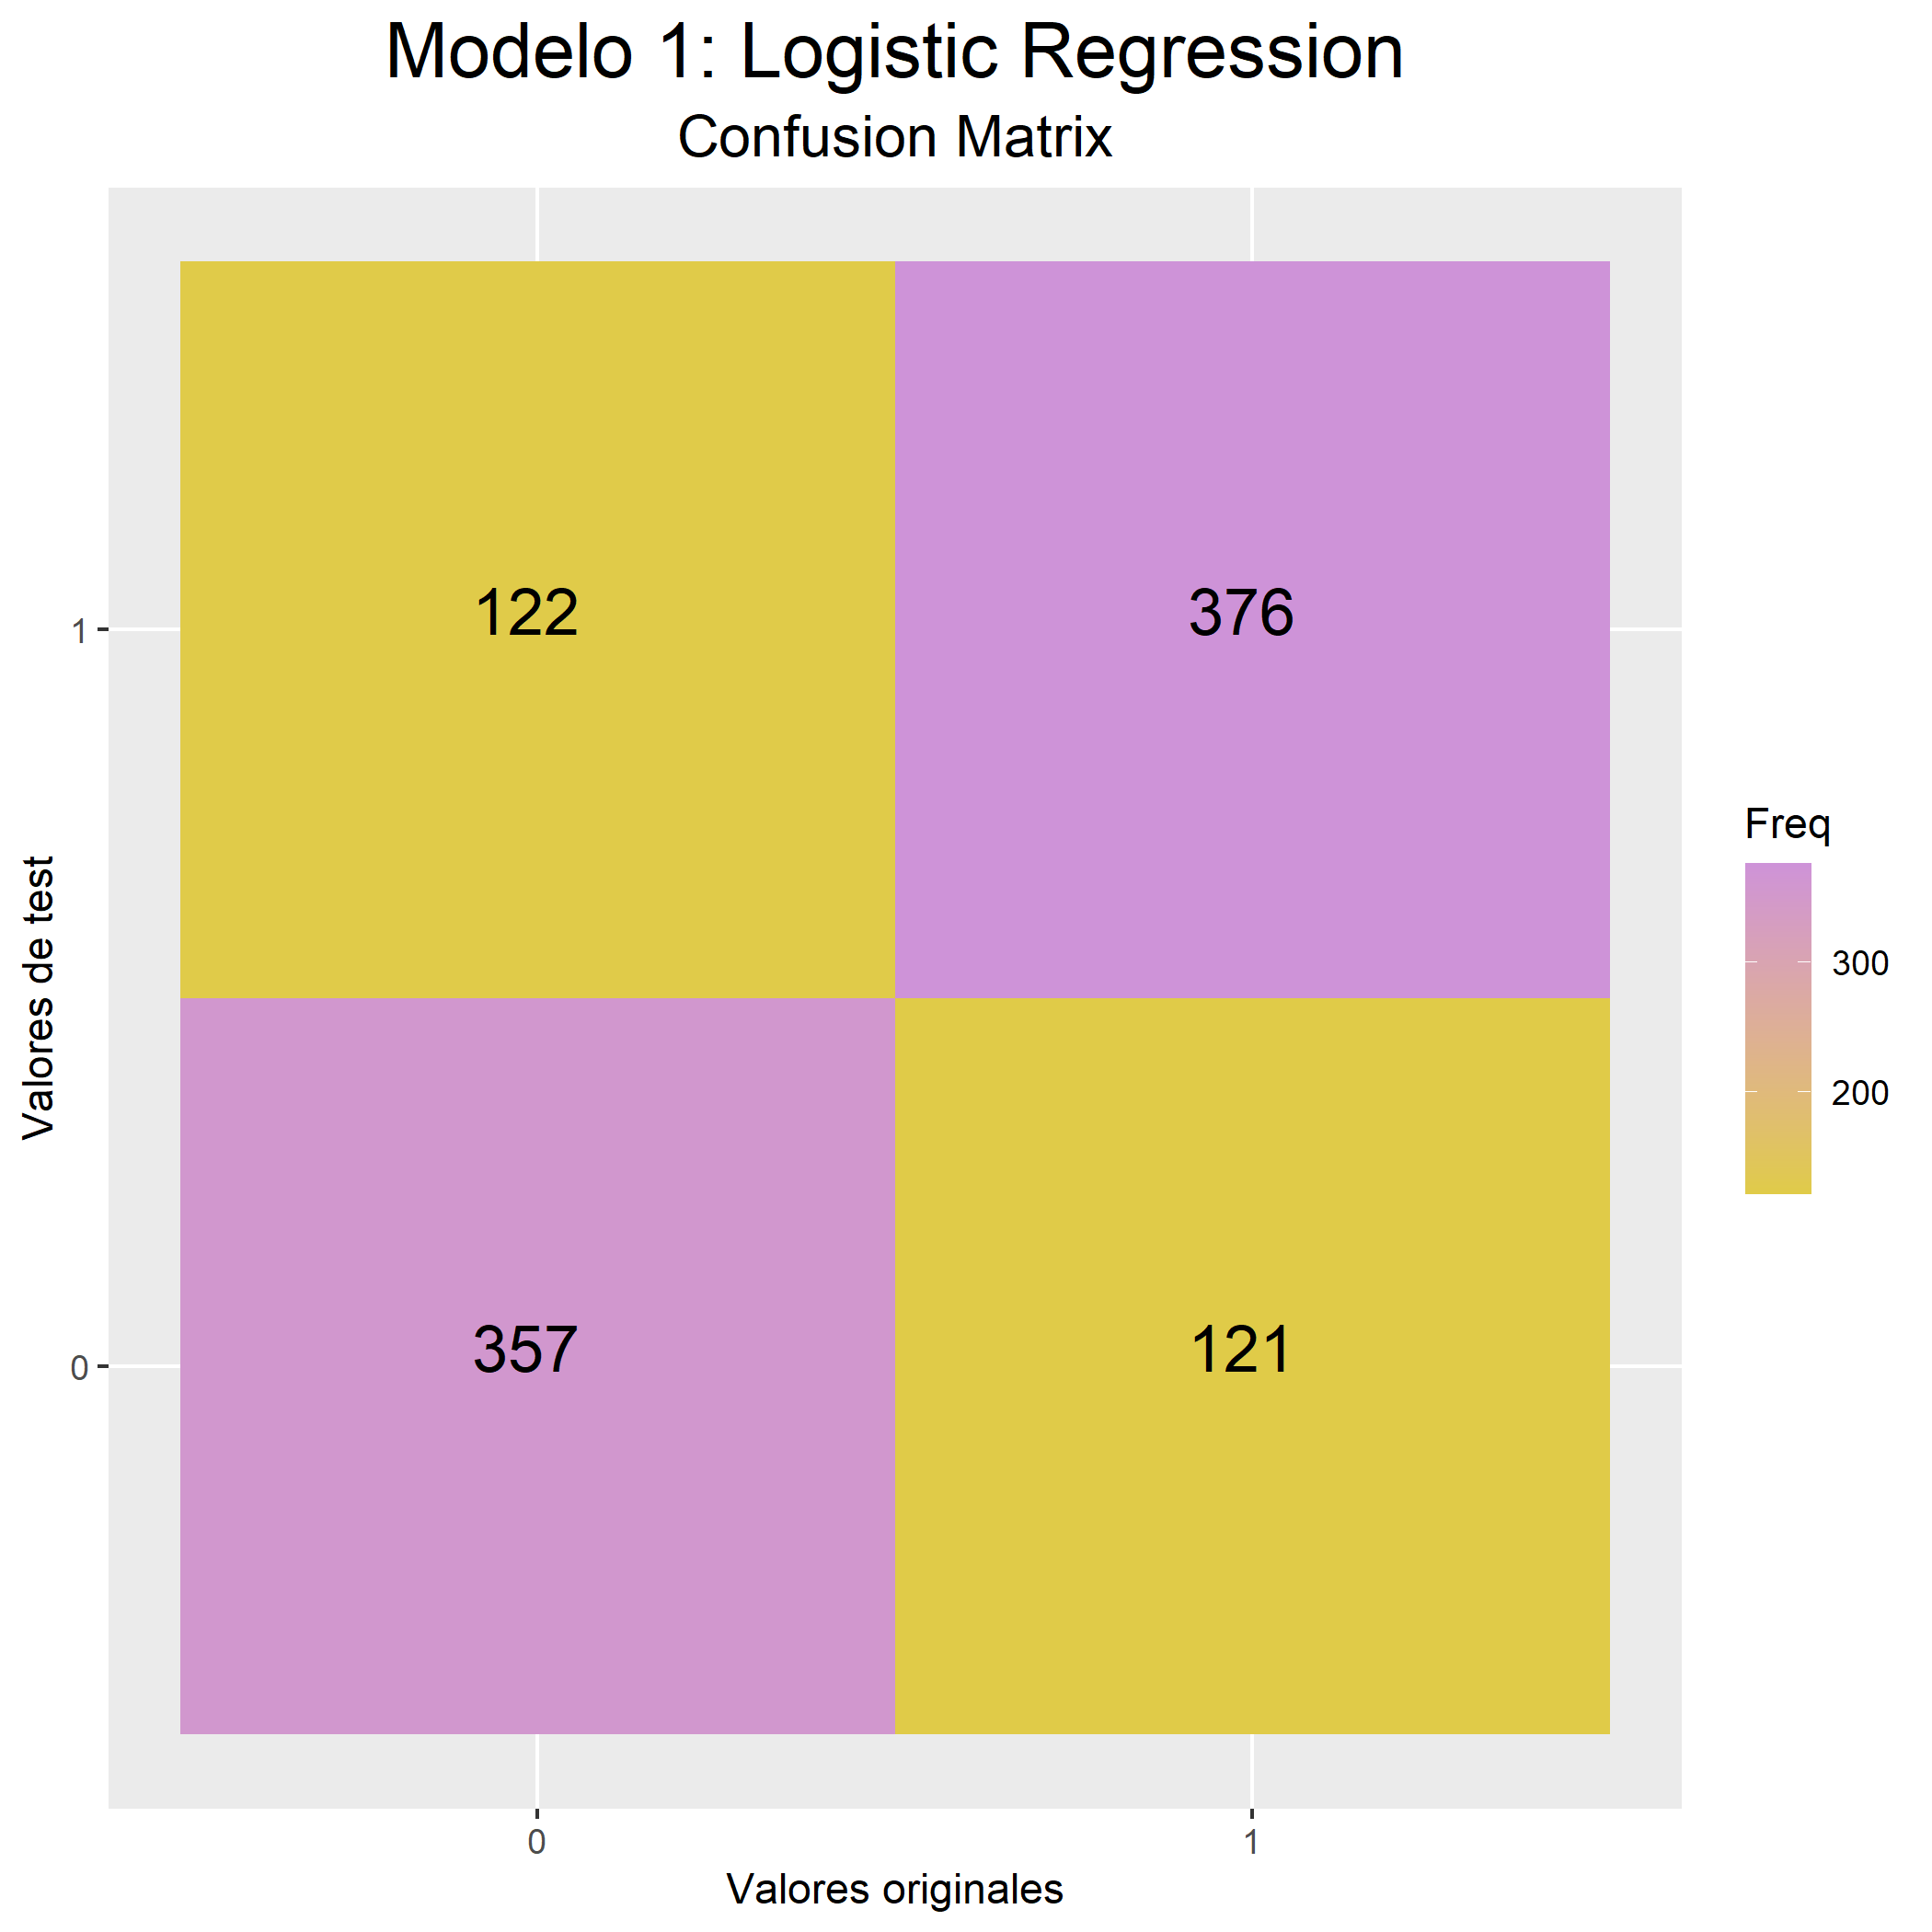 Modelo 1: Logistic Regression
Confusion Matrix
Valores de test
1
0
122
376
357
121
0
1
Valores originales
Freq
300
200